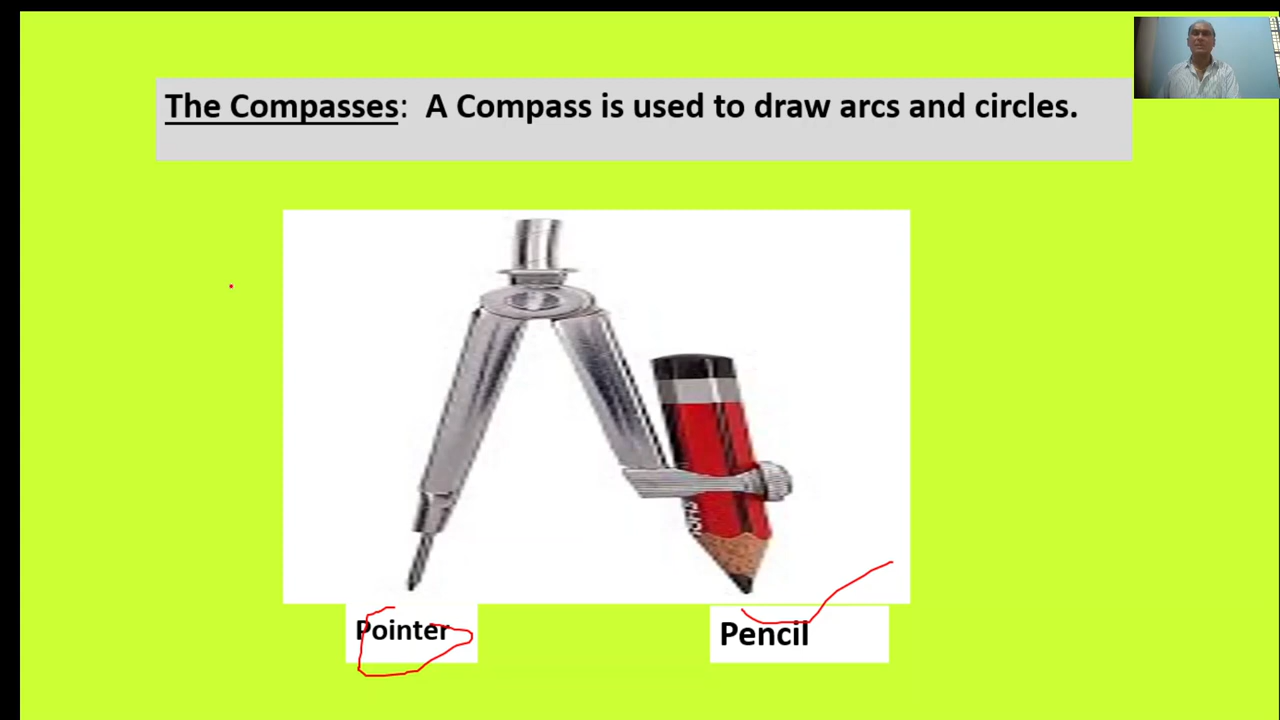 The Compasses: A Compass is used to draw arcs and circles.
Pointer
Pencil